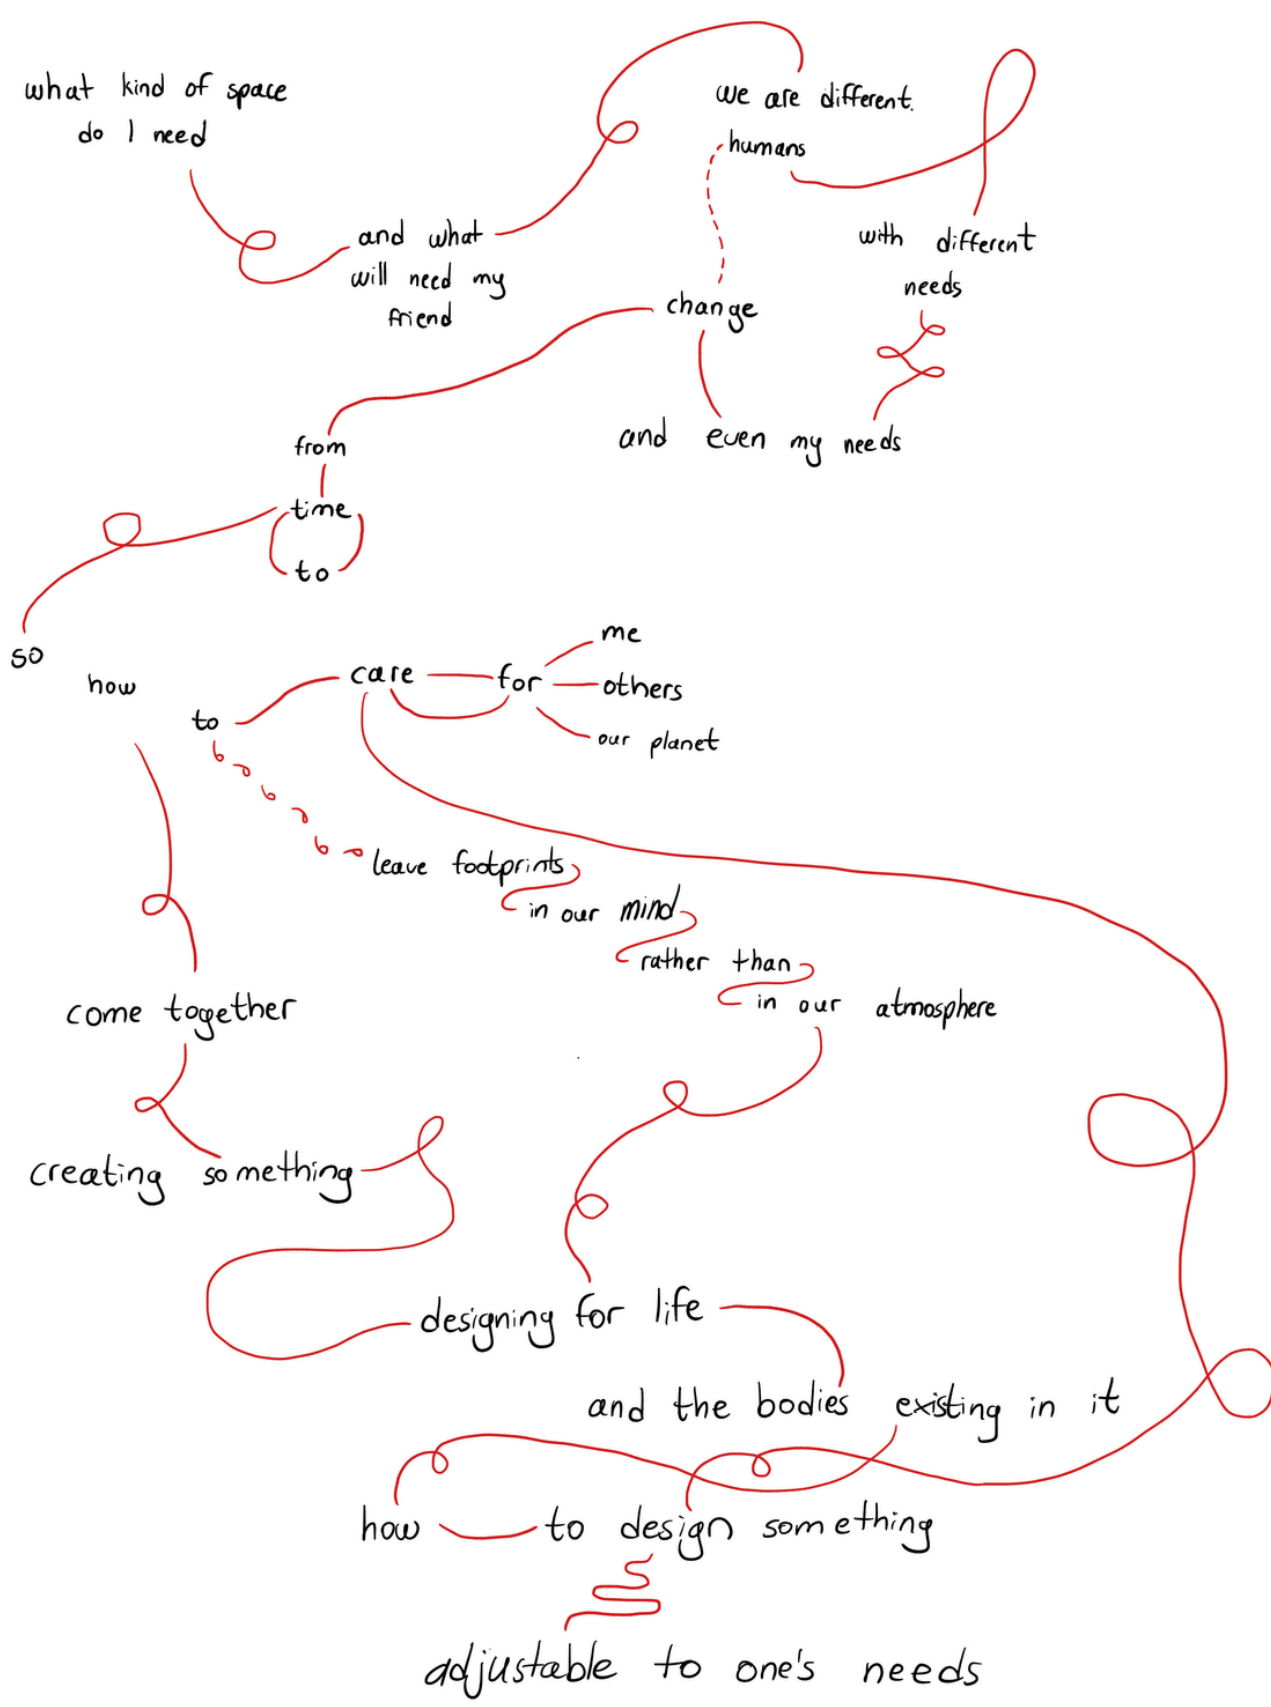 what kind of space
do I need
and what
will need my
friend
we are different.
humans
with different
needs
and even my needs
change
from
time
to
so
how
to
care
for
me
others
our planet
leave footprints
in our mind
rather than
in our atmosphere
come together
creating something
designing for life
and the bodies existing in it
how to design something
adjustable to one's needs